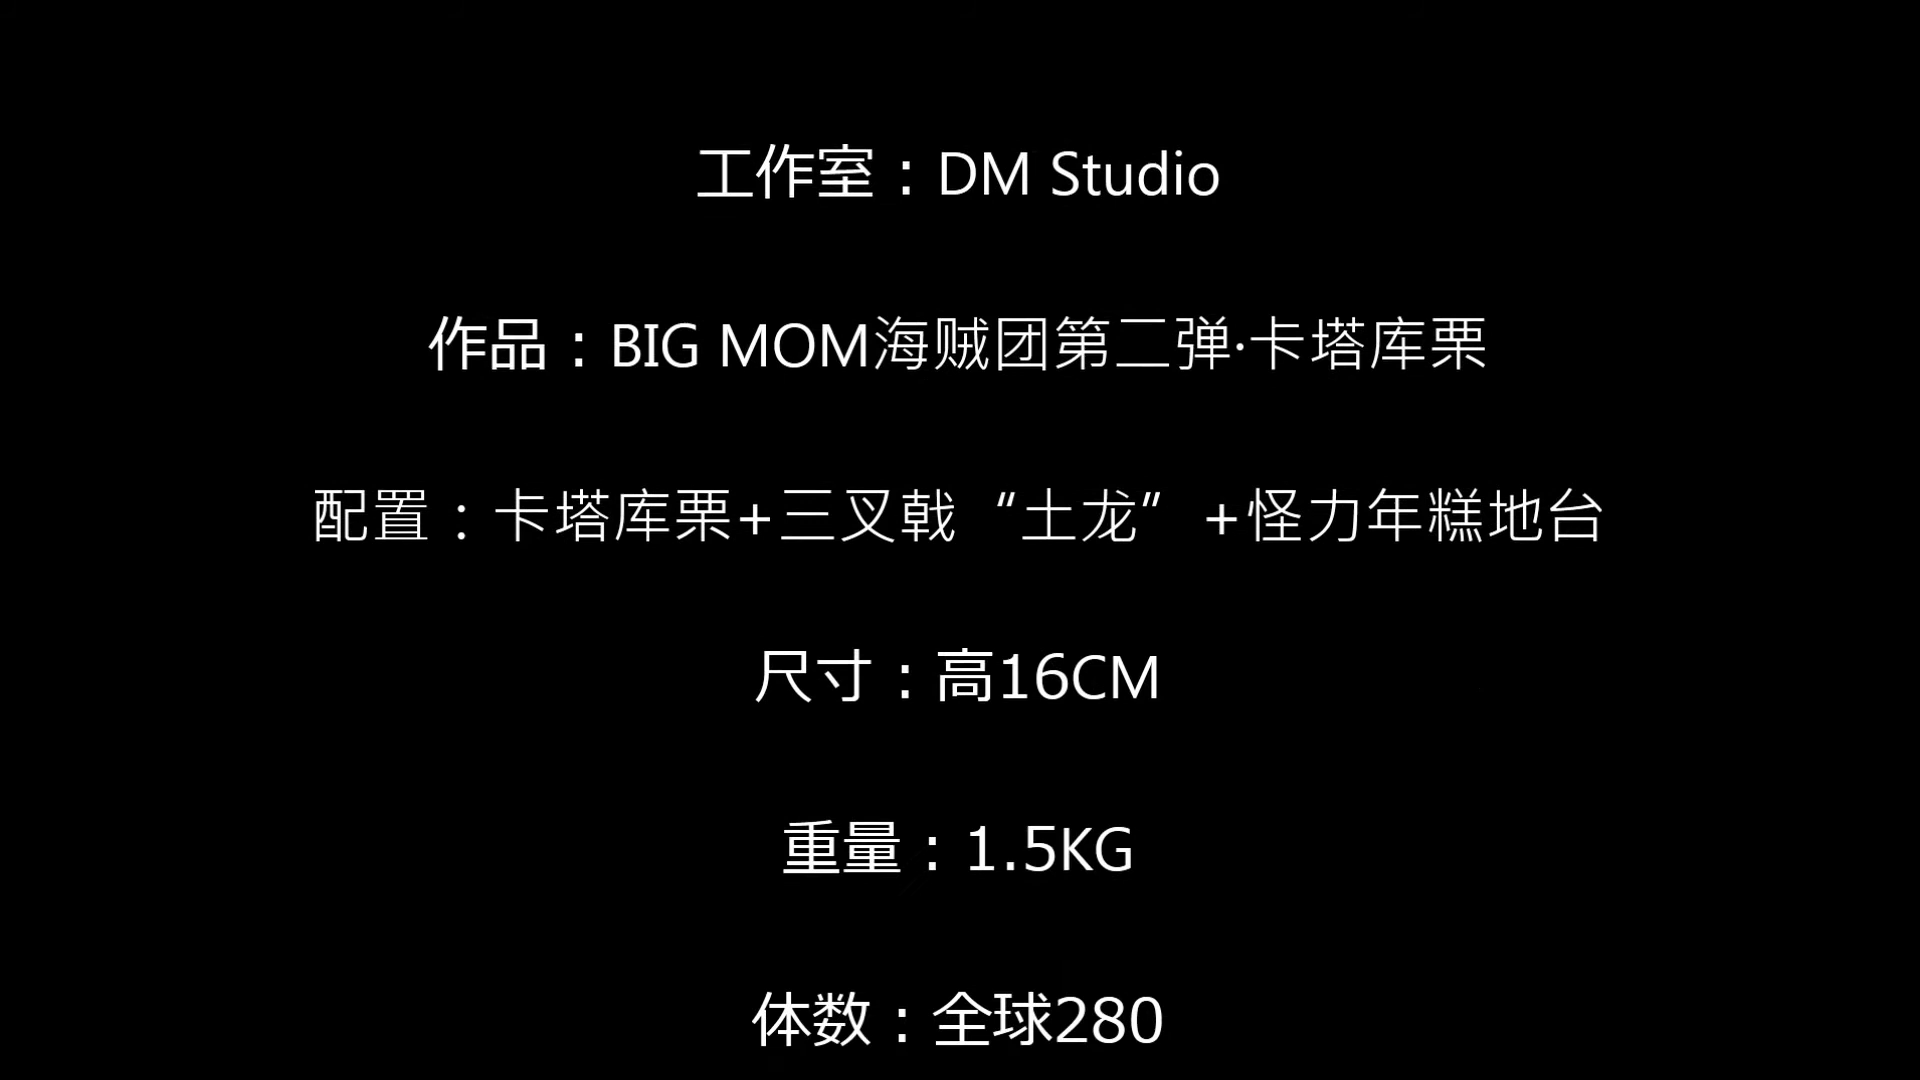 工作室：DM Studio
作品：BIG MOM海贼团第二弹·卡塔库栗
配置：卡塔库栗+三叉戟“土龙”+怪力年糕地台
尺寸：高16CM
重量：1.5KG
体数：全球280